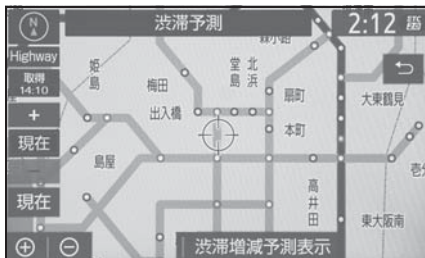 N
渋滞予測
2:12
Highway
取得
14:10
+
現在
現在
姫島
梅田
出入橋
堂島
北浜
扇町
本町
大東鶴見
島屋
高井田
東大阪南
渋滞増減予測表示